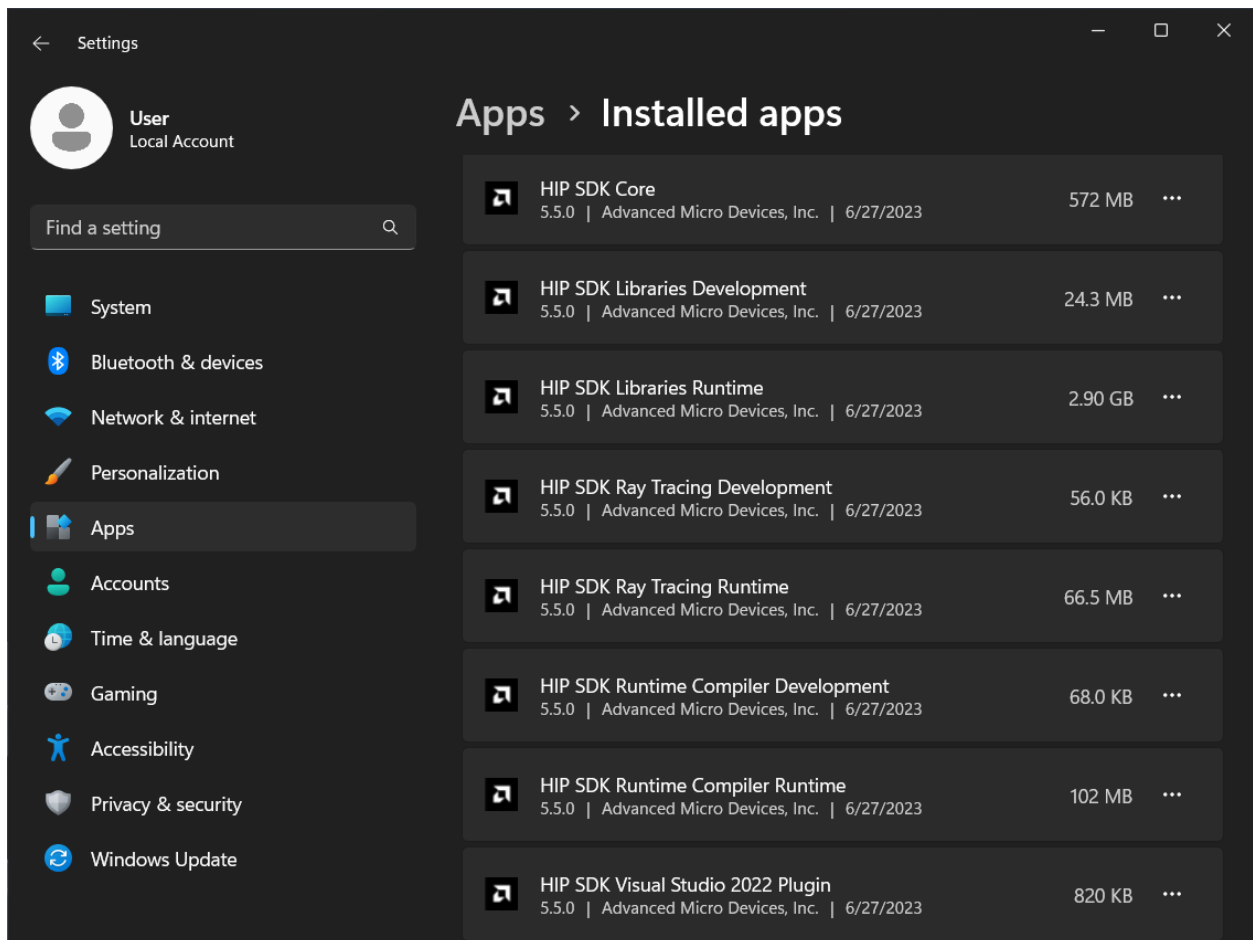 Settings
User
Local Account
Find a setting
System
Bluetooth & devices
Network & internet
Personalization
Apps
Accounts
Time & language
Gaming
Accessibility
Privacy & security
Windows Update
Apps > Installed apps
HIP SDK Core
5.5.0 | Advanced Micro Devices, Inc. | 6/27/2023
572 MB
HIP SDK Libraries Development
5.5.0 | Advanced Micro Devices, Inc. | 6/27/2023
24.3 MB
HIP SDK Libraries Runtime
5.5.0 | Advanced Micro Devices, Inc. | 6/27/2023
2.90 GB
HIP SDK Ray Tracing Development
5.5.0 | Advanced Micro Devices, Inc. | 6/27/2023
56.0 KB
HIP SDK Ray Tracing Runtime
5.5.0 | Advanced Micro Devices, Inc. | 6/27/2023
66.5 MB
HIP SDK Runtime Compiler Development
5.5.0 | Advanced Micro Devices, Inc. | 6/27/2023
68.0 KB
HIP SDK Runtime Compiler Runtime
5.5.0 | Advanced Micro Devices, Inc. | 6/27/2023
102 MB
HIP SDK Visual Studio 2022 Plugin
5.5.0 | Advanced Micro Devices, Inc. | 6/27/2023
820 KB